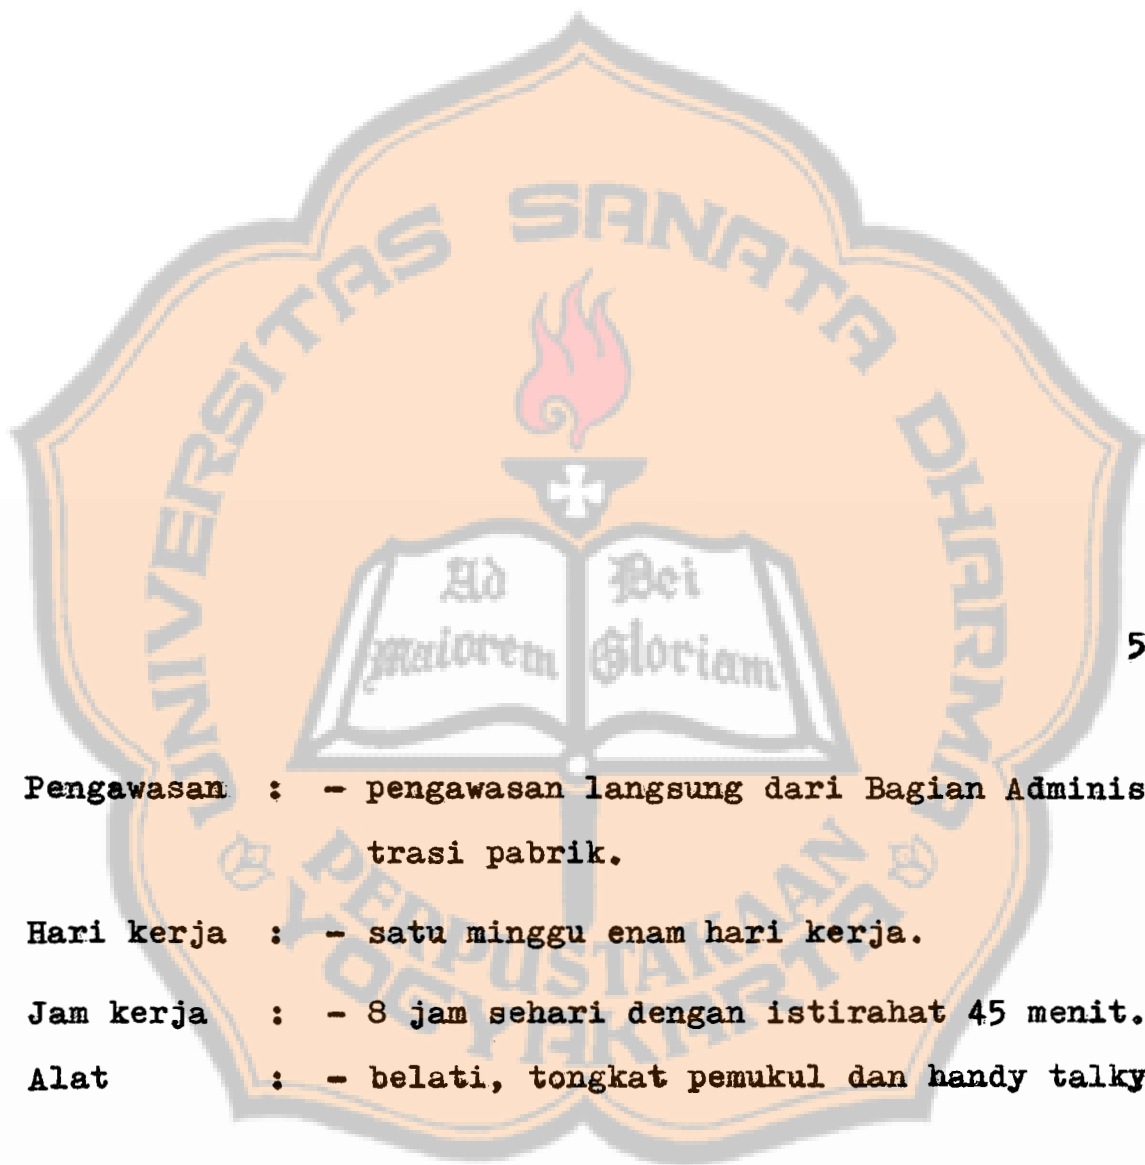 UNIVERSITAS SANATA DHARMA
Ad Dei
Maiorem Gloriam
PERPUSTAKAAN
YOGYAKARTA
5
Pengawasan : - pengawasan langsung dari Bagian Adminis
trasi pabrik.
Hari kerja : - satu minggu enam hari kerja.
Jam kerja : - 8 jam sehari dengan istirahat 45 menit.
Alat : - belati, tongkat pemukul dan handy talky